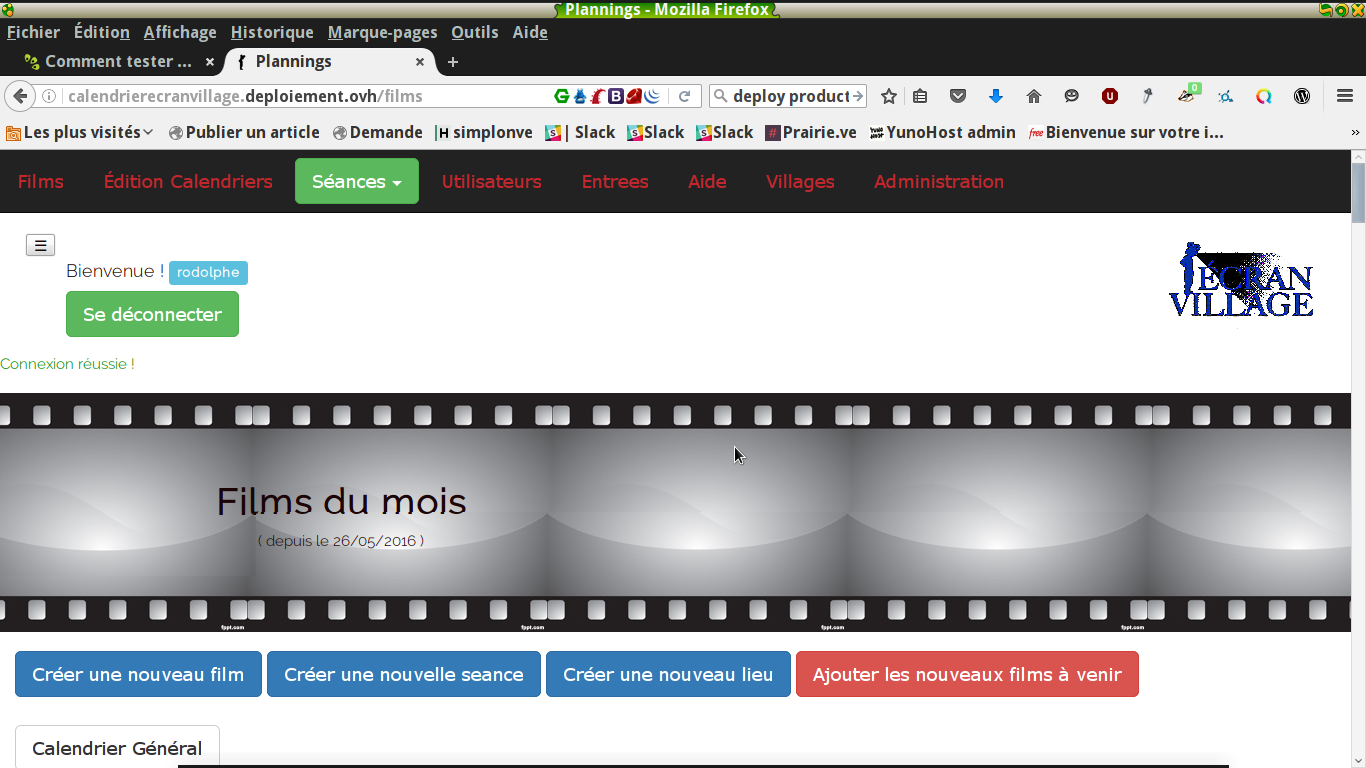 Plannings - Mozilla Firefox
Fichier Édition Affichage Historique Marque-pages Outils Aide
Comment tester ... × Plannings × +
calendrierecranvillage.deploiement.ovh/films deploy product 0
Les plus visités Publier un article Demande simplonve | Slack Slack Slack Prairie.ve YunoHost admin free Bienvenue sur votre i... »
Films Édition Calendriers Séances Utilisateurs Entrees Aide Villages Administration
☰
Bienvenue ! rodolphe
Se déconnecter
ÉCRAN
VILLAGE
Connexion réussie !
Films du mois
( depuis le 26/05/2016 )
fppt.com fppt.com fppt.com fppt.com
Créer une nouveau film Créer une nouvelle seance Créer une nouveau lieu Ajouter les nouveaux films à venir
Calendrier Général